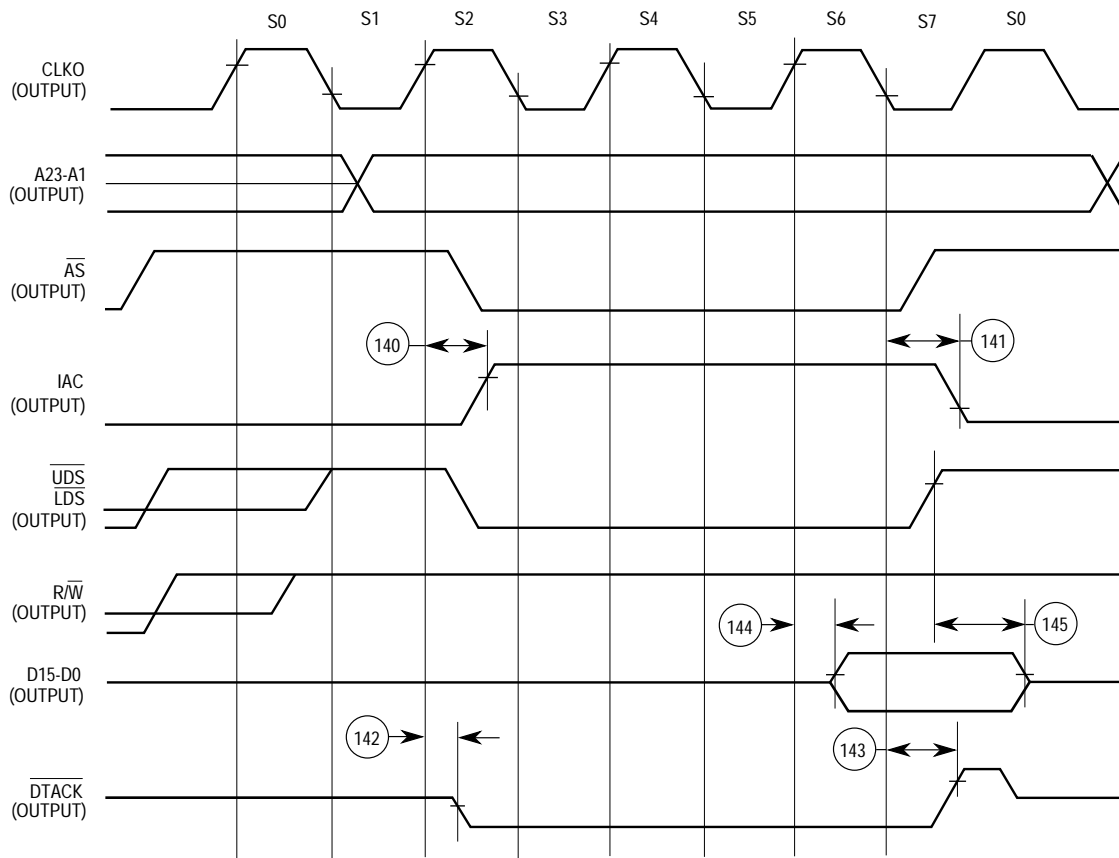 S0 S1 S2 S3 S4 S5 S6 S7 S0
CLKO
(OUTPUT)
A23-A1
(OUTPUT)
AS
(OUTPUT)
140
141
IAC
(OUTPUT)
UDS
LDS
(OUTPUT)
R/W
(OUTPUT)
144
145
D15-D0
(OUTPUT)
142
143
DTACK
(OUTPUT)